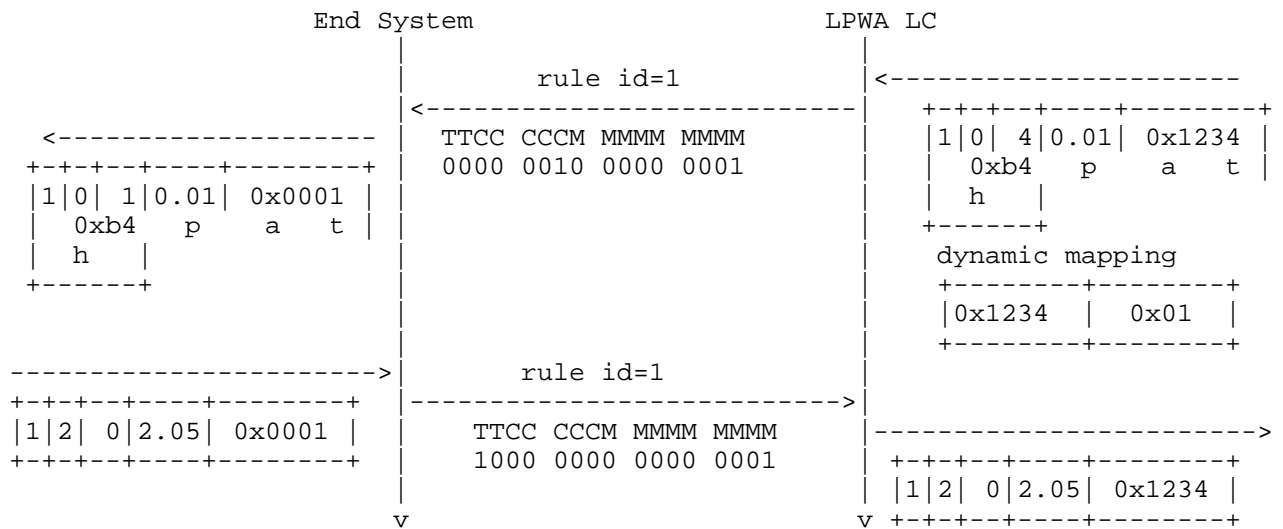 End System LPWA LC
rule id=1
TTCC CCCM MMMM MMMM |1|0| 4|0.01| 0x1234 |
0000 0010 0000 0001 | 0xb4 p a t |
|1|0| 1|0.01| 0x0001 | | h |
| 0xb4 p a t |
| h | dynamic mapping
|0x1234 | 0x01 |
rule id=1
|1|2| 0|2.05| 0x0001 | TTCC CCCM MMMM MMMM
1000 0000 0000 0001
|1|2| 0|2.05| 0x1234 |
v v